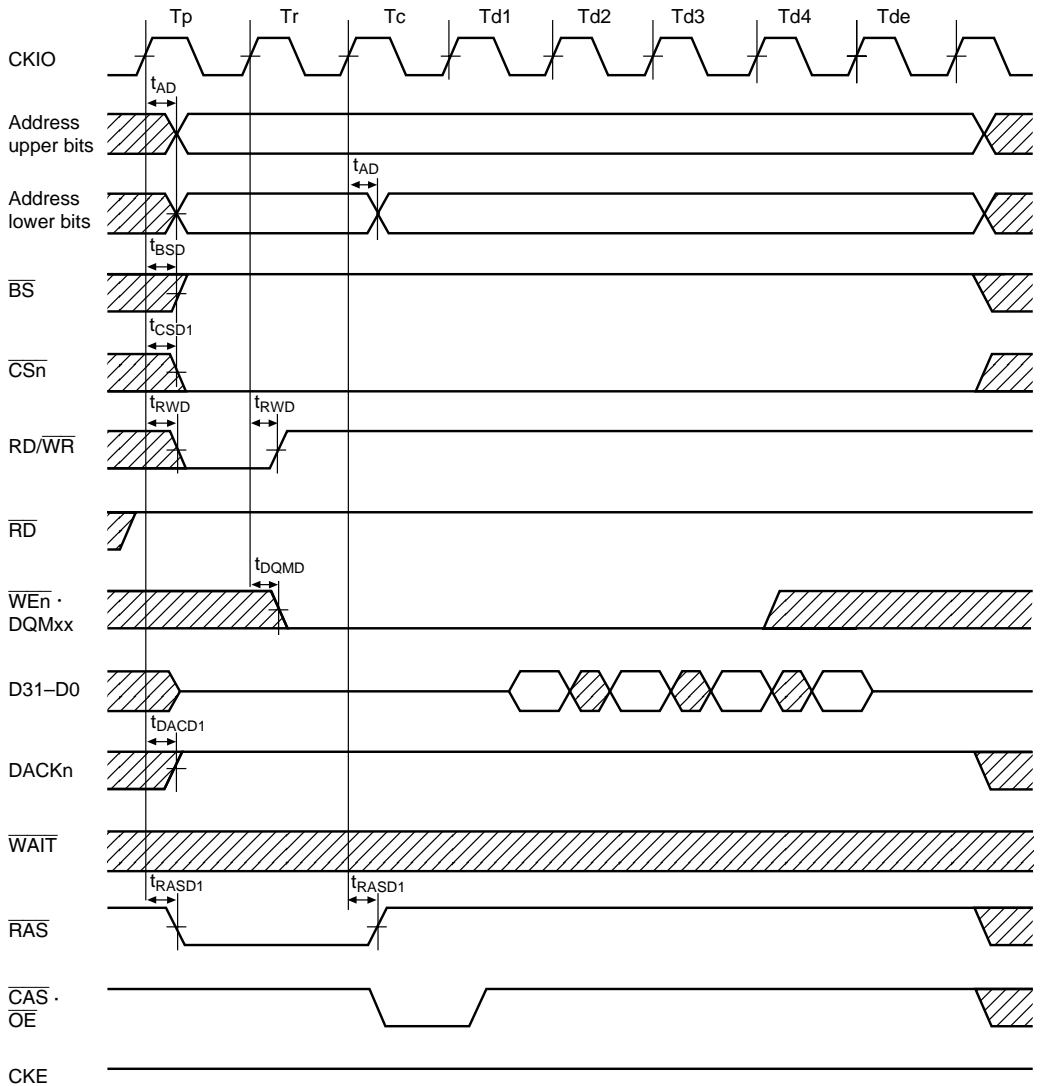 Tp Tr Tc Td1 Td2 Td3 Td4 Tde
CKIO
tAD
Address
upper bits
tAD
Address
lower bits
tBSD
BS
tCSD1
CSn
tRWD tRWD
RD/WR
RD
tDQMD
WEn ·
DQMxx
D31–D0
tDACD1
DACKn
WAIT
tRASD1 tRASD1
RAS
CAS ·
OE
CKE